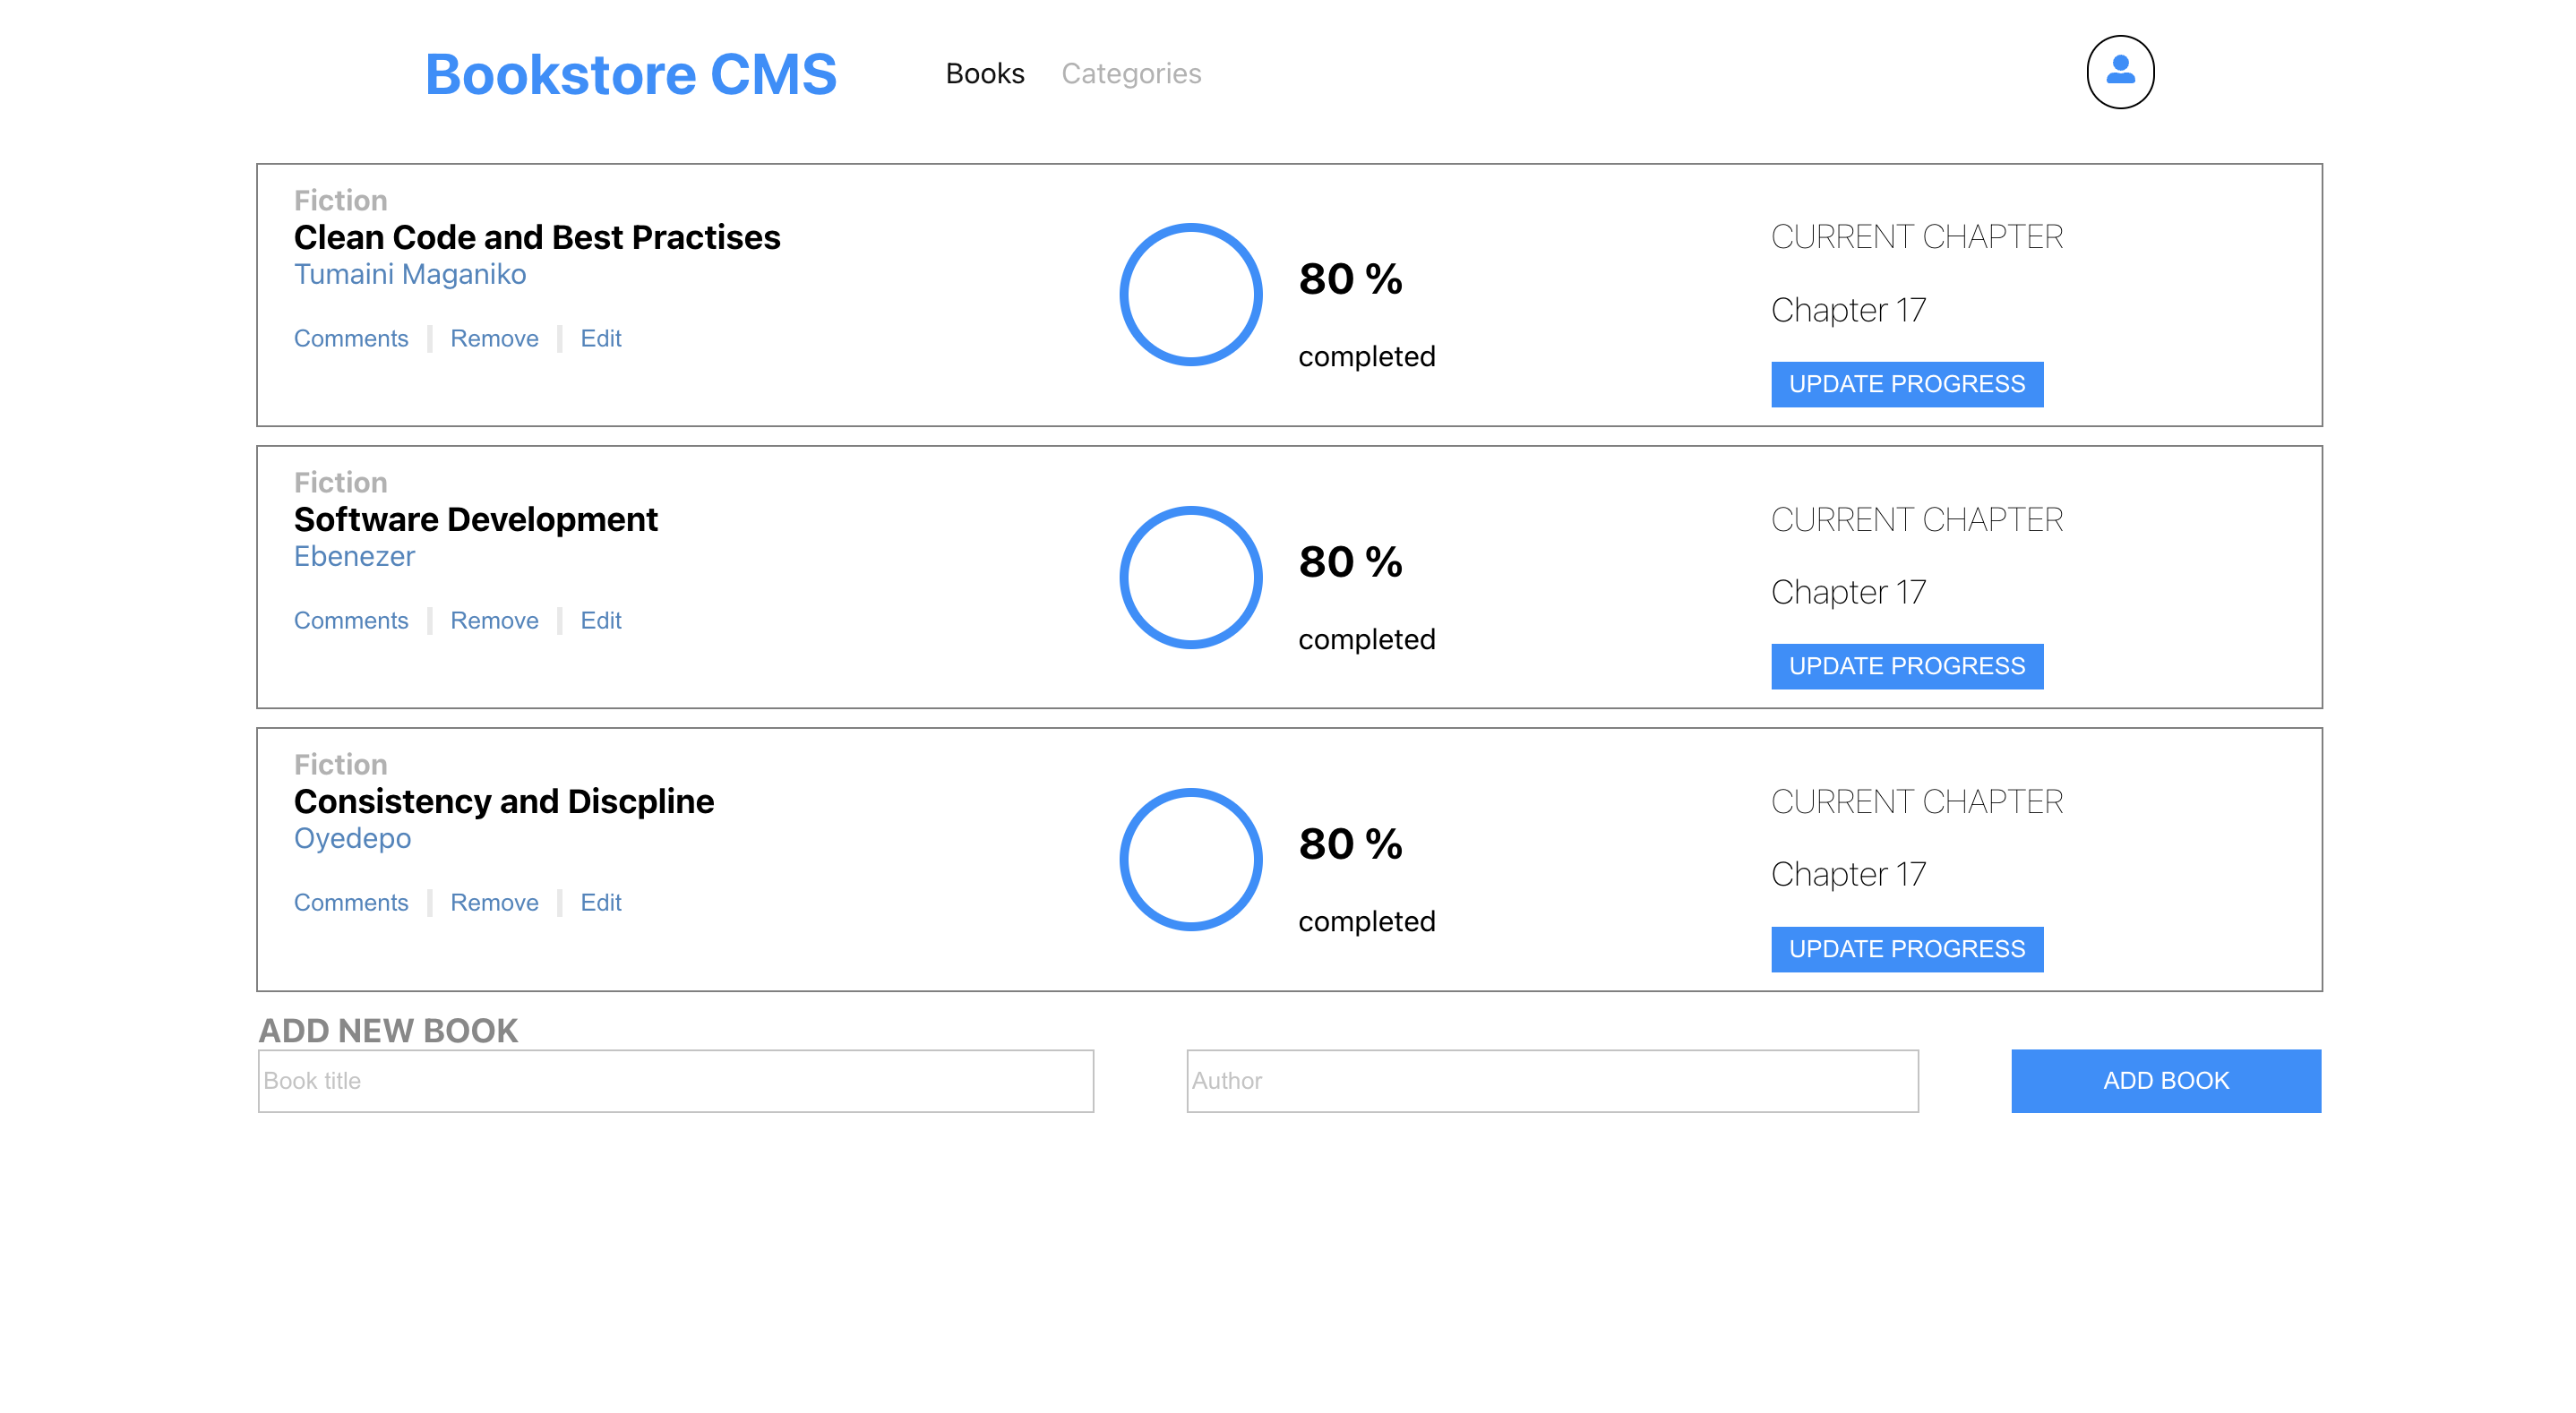 Bookstore CMS
Books
Categories
Fiction
Clean Code and Best Practises
Tumaini Maganiko
Comments
Remove
Edit
80 %
completed
CURRENT CHAPTER
Chapter 17
UPDATE PROGRESS
Fiction
Software Development
Ebenezer
Comments
Remove
Edit
80 %
completed
CURRENT CHAPTER
Chapter 17
UPDATE PROGRESS
Fiction
Consistency and Discpline
Oyedepo
Comments
Remove
Edit
80 %
completed
CURRENT CHAPTER
Chapter 17
UPDATE PROGRESS
ADD NEW BOOK
Book title
Author
ADD BOOK